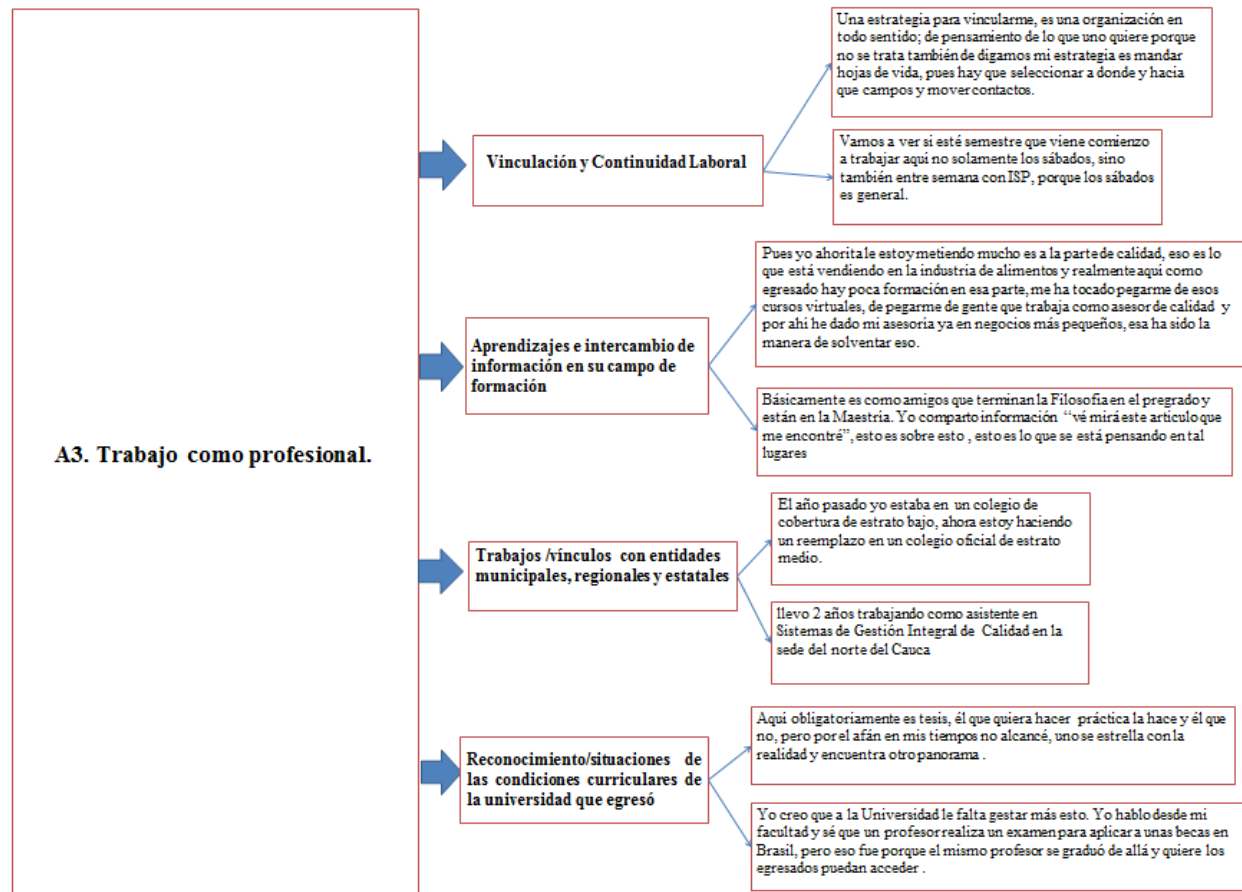 A3. Trabajo como profesional.
Vinculación y Continuidad Laboral
Una estrategia para vincularme, es una organización en
todo sentido; de pensamiento de lo que uno quiere porque
no se trata también de digamos mi estrategia es mandar
hojas de vida, pues hay que seleccionar a donde y hacia
que campos y mover contactos.
Vamos a ver si esté semestre que viene comienzo
a trabajar aquí no solamente los sábados, sino
también entre semana con ISP, porque los sábados
es general.
Aprendizajes e intercambio de
información en su campo de
formación
Pues yo ahorita le estoy metiendo mucho es a la parte de calidad, eso es lo
que está vendiendo en la industria de alimentos y realmente aquí como
egresado hay poca formación en esa parte, me ha tocado pegarme de esos
cursos virtuales, de pegarme de gente que trabaja como asesor de calidad y
por ahí he dado mi asesoría ya en negocios más pequeños, esa ha sido la
manera de solventar eso.
Básicamente es como amigos que terminan la Filosofia en el pregrado y
están en la Maestria. Yo comparto información “vé mirá este articulo que
me encontré”, esto es sobre esto , esto es lo que se está pensando en tal
lugares
Trabajos /vínculos con entidades
municipales, regionales y estatales
El año pasado yo estaba en un colegio de
cobertura de estrato bajo, ahora estoy haciendo
un reemplazo en un colegio oficial de estrato
medio.
llevo 2 años trabajando como asistente en
Sistemas de Gestión Integral de Calidad en la
sede del norte del Cauca
Reconocimiento/situaciones de
las condiciones curriculares de
la universidad que egresó
Aquí obligatoriamente es tesis, él que quiera hacer práctica la hace y él que
no, pero por el afán en mis tiempos no alcancé, uno se estrella con la
realidad y encuentra otro panorama .
Yo creo que a la Universidad le falta gestar más esto. Yo hablo desde mi
facultad y sé que un profesor realiza un examen para aplicar a unas becas en
Brasil, pero eso fue porque el mismo profesor se graduó de allá y quiere los
egresados puedan acceder .